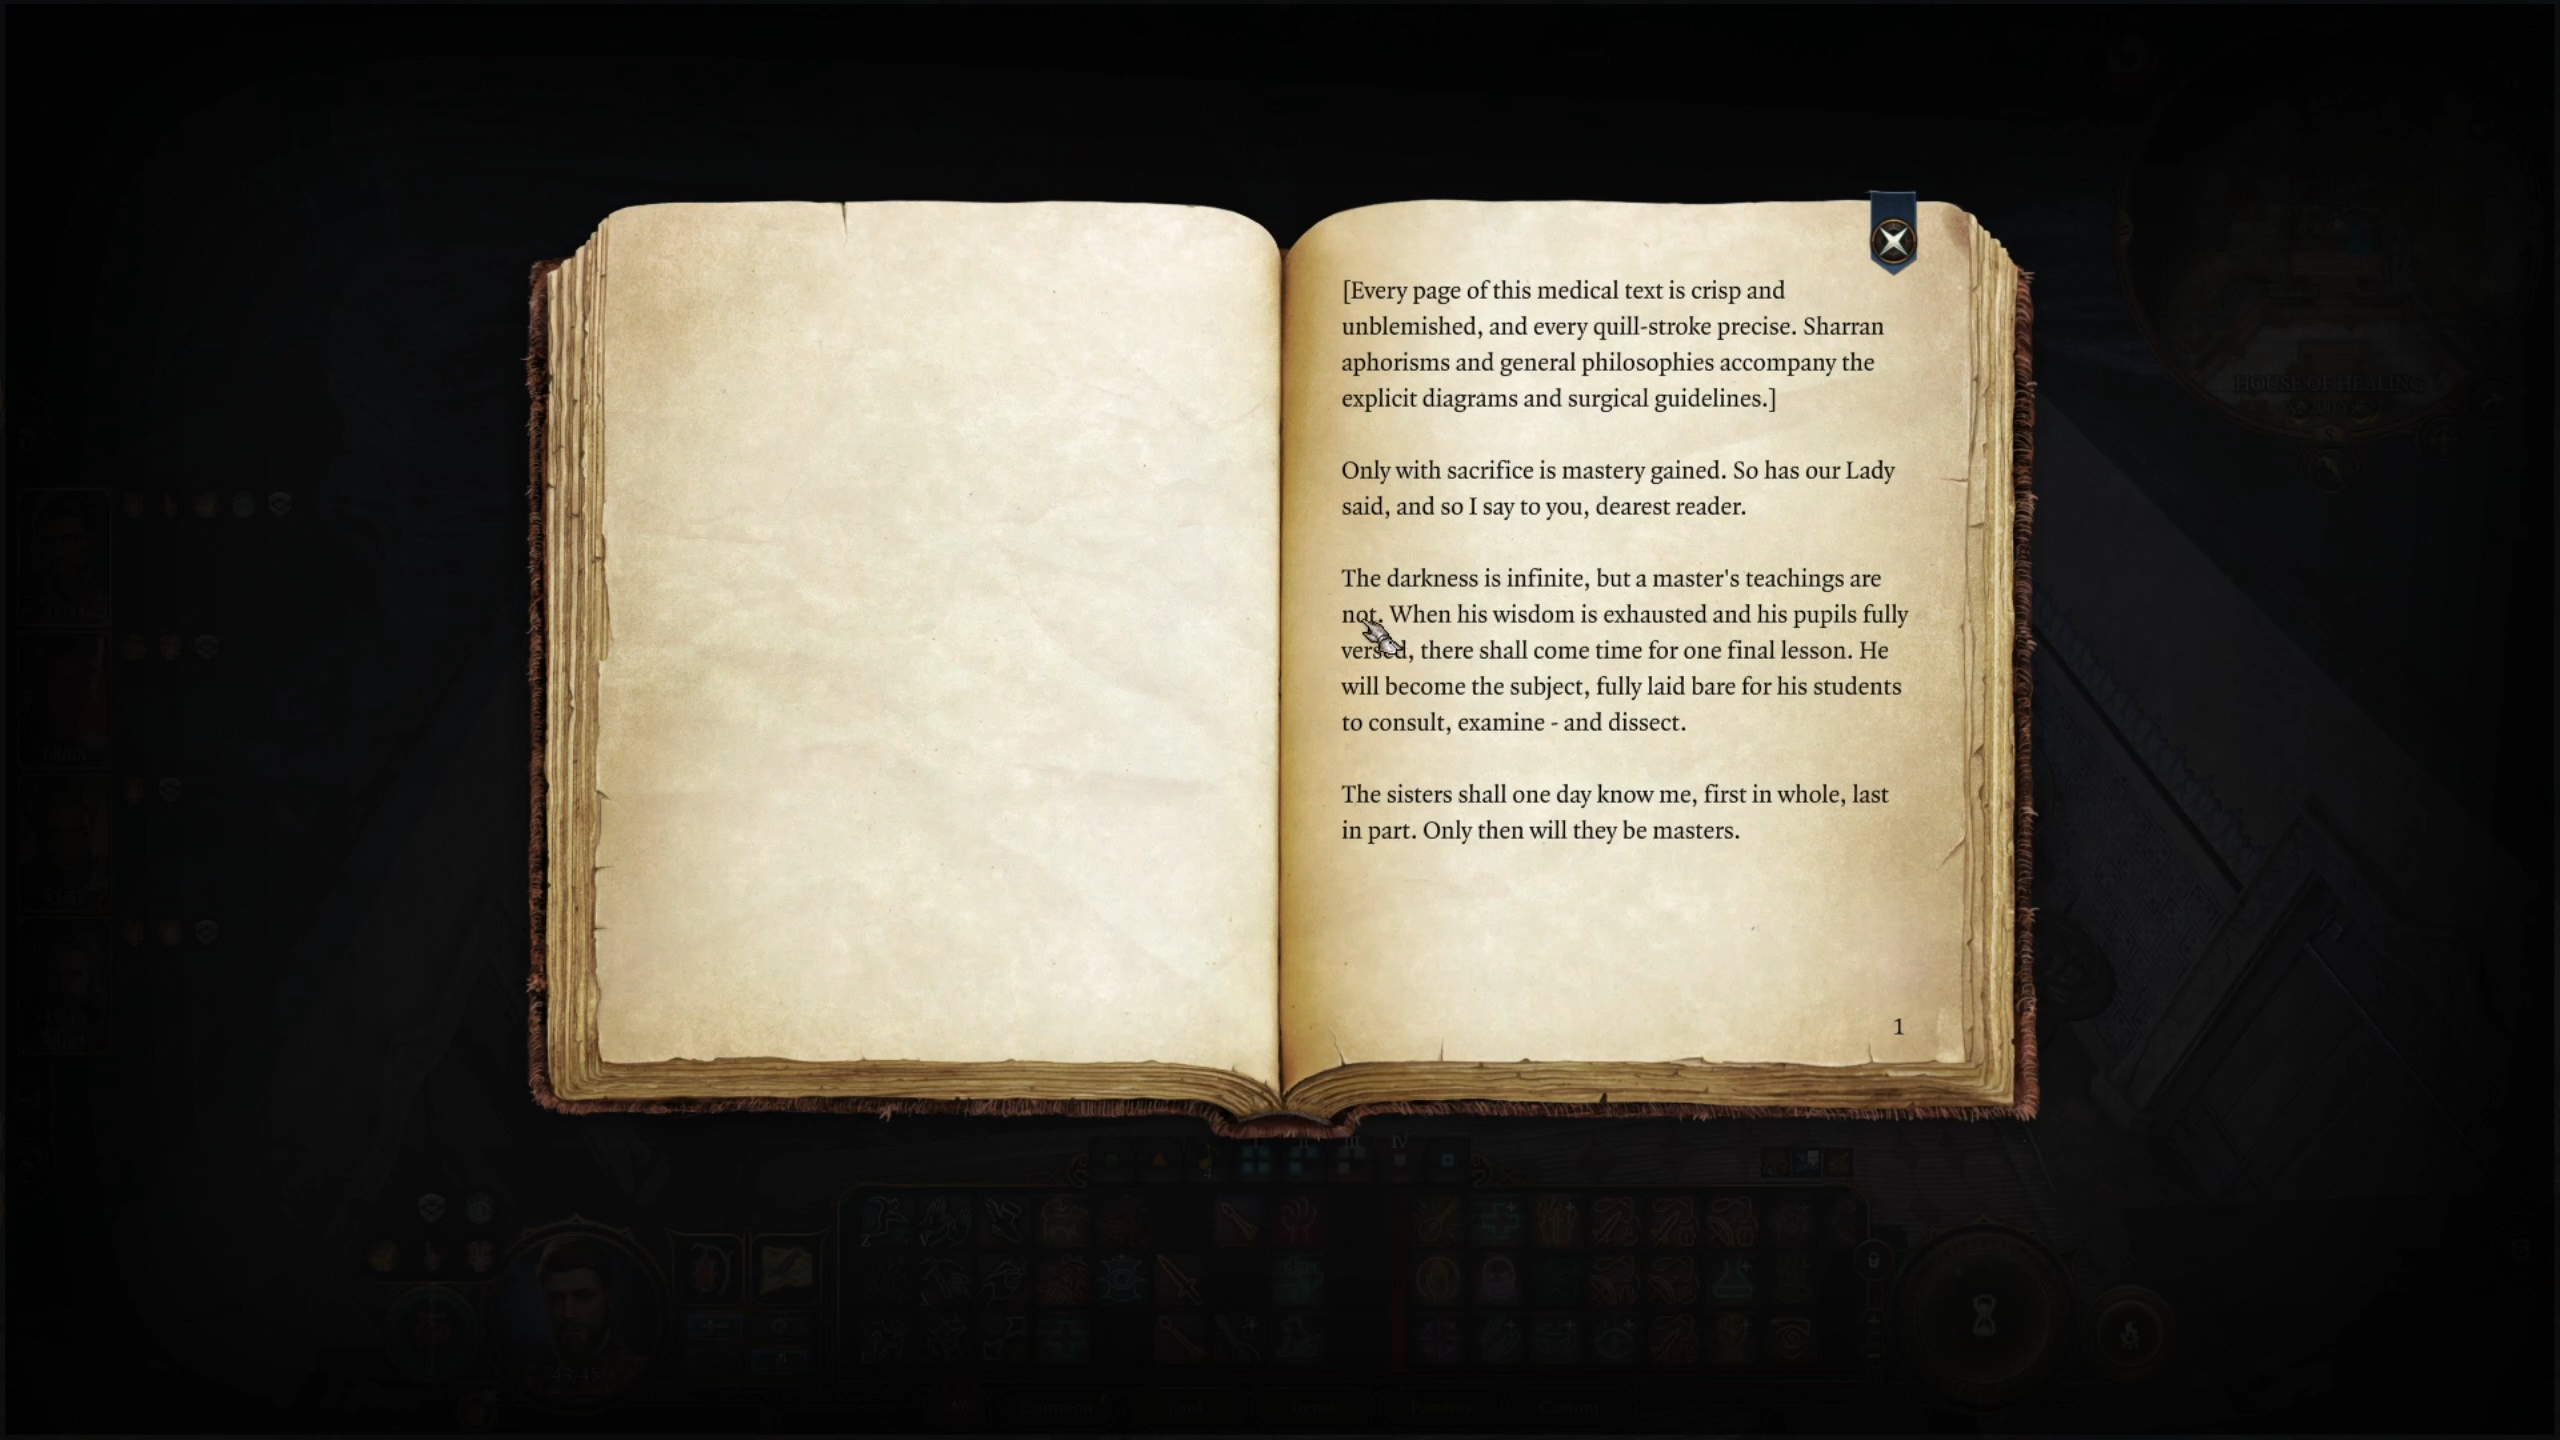 [Every page of this medical text is crisp and
unblemished, and every quill-stroke precise. Sharran
aphorisms and general philosophies accompany the
explicit diagrams and surgical guidelines.]
Only with sacrifice is mastery gained. So has our Lady
said, and so I say to you, dearest reader.
The darkness is infinite, but a master's teachings are
not. When his wisdom is exhausted and his pupils fully
versed, there shall come time for one final lesson. He
will become the subject, fully laid bare for his students
to consult, examine - and dissect.
The sisters shall one day know me, first in whole, last
in part. Only then will they be masters.
1
HOUSE OF HEALING
43/45